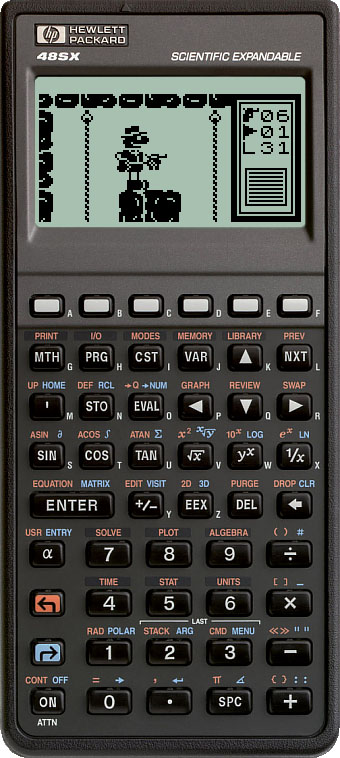 hp HEWLETT
PACKARD
48SX SCIENTIFIC EXPANDABLE
06
01
L31
A B C D E F
PRINT I/O MODES MEMORY LIBRARY PREV
MTH G PRG H CST I VAR J ▲ K NXT L
UP HOME DEF RCL →Q →NUM GRAPH REVIEW SWAP
' M STO N EVAL O ◀ P ▼ Q ▶ R
ASIN ∂ ACOS ∫ ATAN Σ x² ˣ√y 10ˣ LOG eˣ LN
SIN S COS T TAN U √x V yˣ W 1/x X
EQUATION MATRIX EDIT VISIT 2D 3D PURGE DROP CLR
ENTER +/− Y EEX Z DEL ←
USR ENTRY SOLVE PLOT ALGEBRA ( ) #
α 7 8 9 ÷
TIME STAT UNITS [ ] _
↰ 4 5 6 ×
LAST
RAD POLAR STACK ARG CMD MENU «» " "
↱ 1 2 3 −
CONT OFF = → , ↵ π ∡ { } : :
ON 0 . SPC +
ATTN